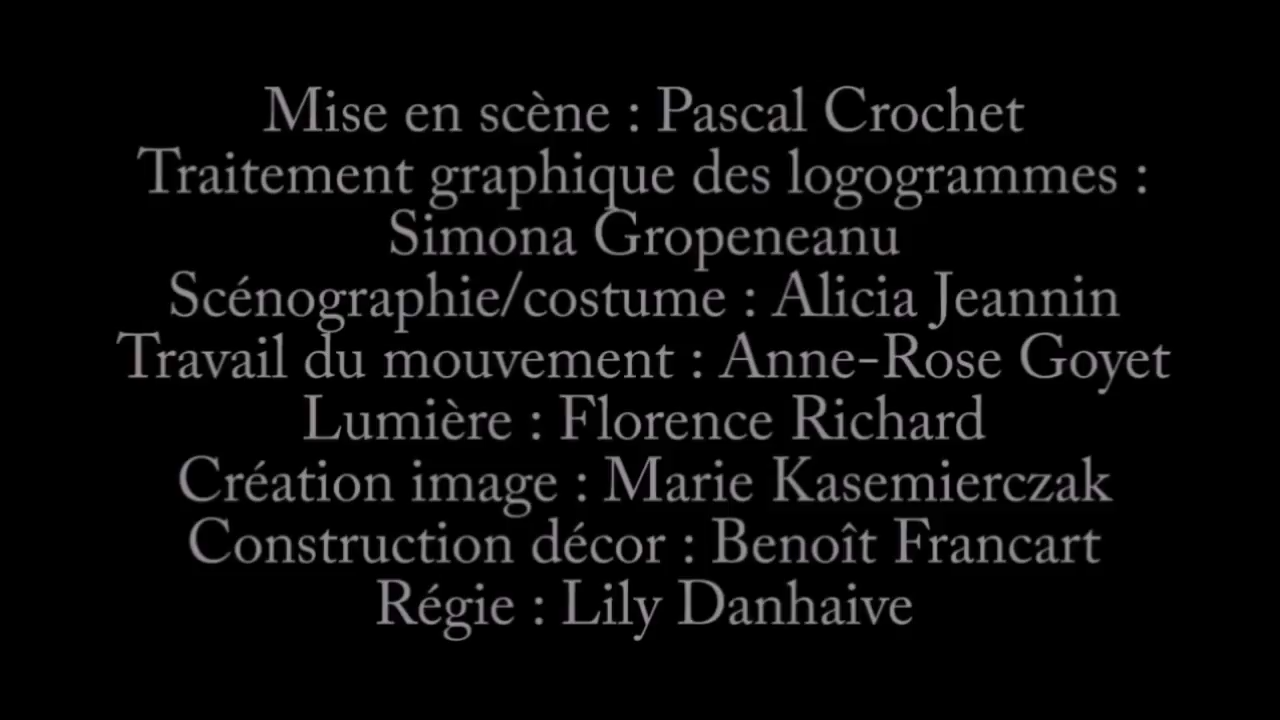 Mise en scène : Pascal Crochet
Traitement graphique des logogrammes :
Simona Gropeneanu
Scénographie/costume : Alicia Jeannin
Travail du mouvement : Anne-Rose Goyet
Lumière : Florence Richard
Création image : Marie Kasemierczak
Construction décor : Benoît Francart
Régie : Lily Danhaive